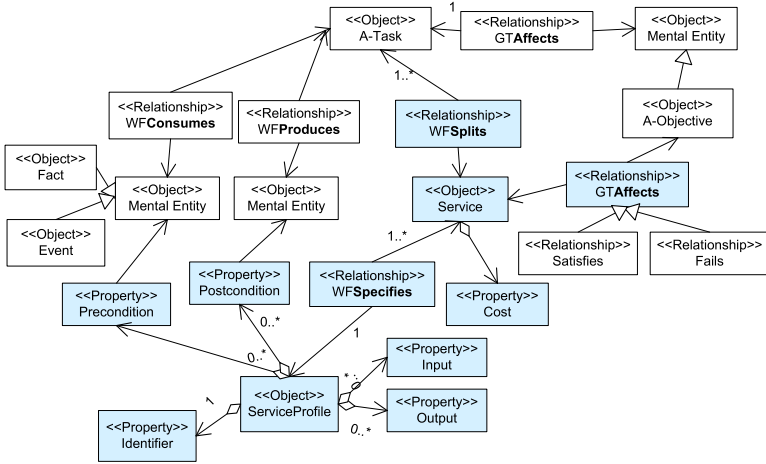 <<Object>>
A-Task
1
<<Relationship>>
GTAffects
<<Object>>
Mental Entity
1..*
<<Relationship>>
WFConsumes
<<Relationship>>
WFProduces
<<Relationship>>
WFSplits
<<Object>>
A-Objective
<<Object>>
Fact
<<Object>>
Mental Entity
<<Object>>
Mental Entity
<<Object>>
Service
<<Relationship>>
GTAffects
<<Object>>
Event
1..*
<<Relationship>>
Satisfies
<<Relationship>>
Fails
<<Property>>
Precondition
<<Property>>
Postcondition
<<Relationship>>
WFSpecifies
<<Property>>
Cost
0..*
1
0..*
<<Property>>
Input
0..*
<<Object>>
ServiceProfile
<<Property>>
Output
0..*
1
<<Property>>
Identifier